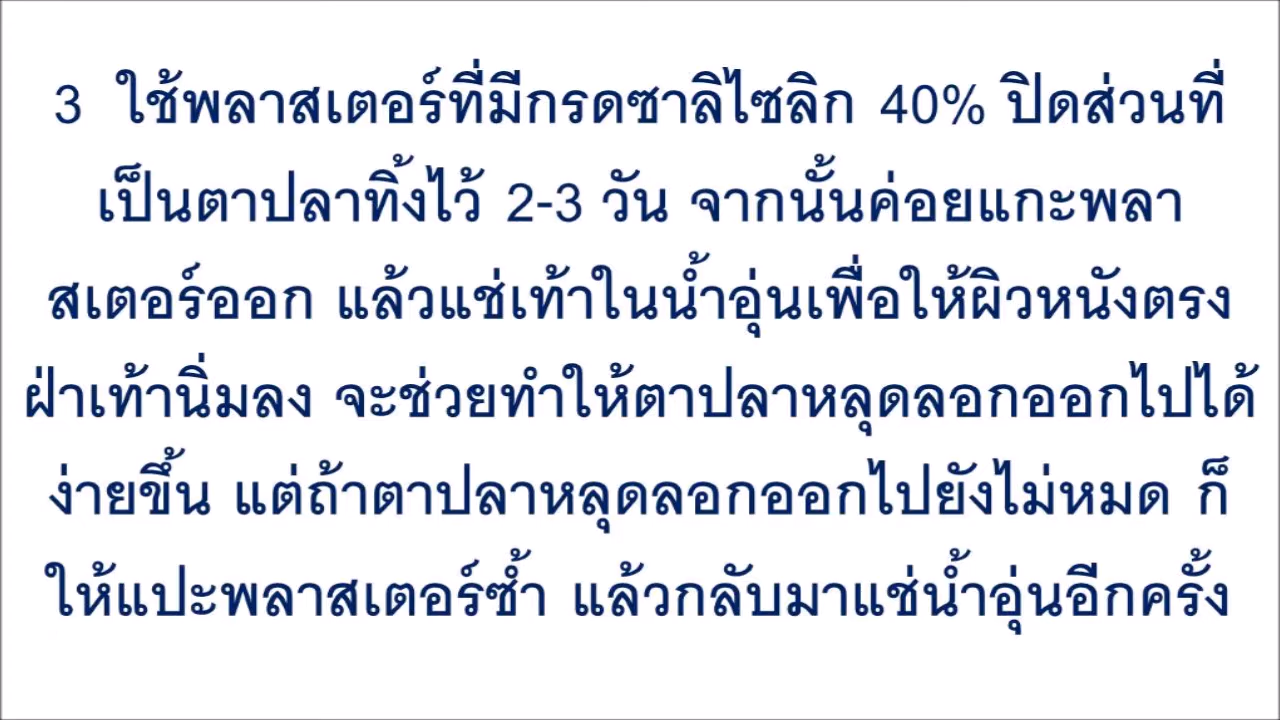 3 ใช้พลาสเตอร์ที่มีกรดซาลิไซลิก 40% ปิดส่วนที่
เป็นตาปลาทิ้งไว้ 2-3 วัน จากนั้นค่อยแกะพลา
สเตอร์ออก แล้วแช่เท้าในน้ำอุ่นเพื่อให้ผิวหนังตรง
ฝ่าเท้านิ่มลง จะช่วยทำให้ตาปลาหลุดลอกออกไปได้
ง่ายขึ้น แต่ถ้าตาปลาหลุดลอกออกไปยังไม่หมด ก็
ให้แปะพลาสเตอร์ซ้ำ แล้วกลับมาแช่น้ำอุ่นอีกครั้ง